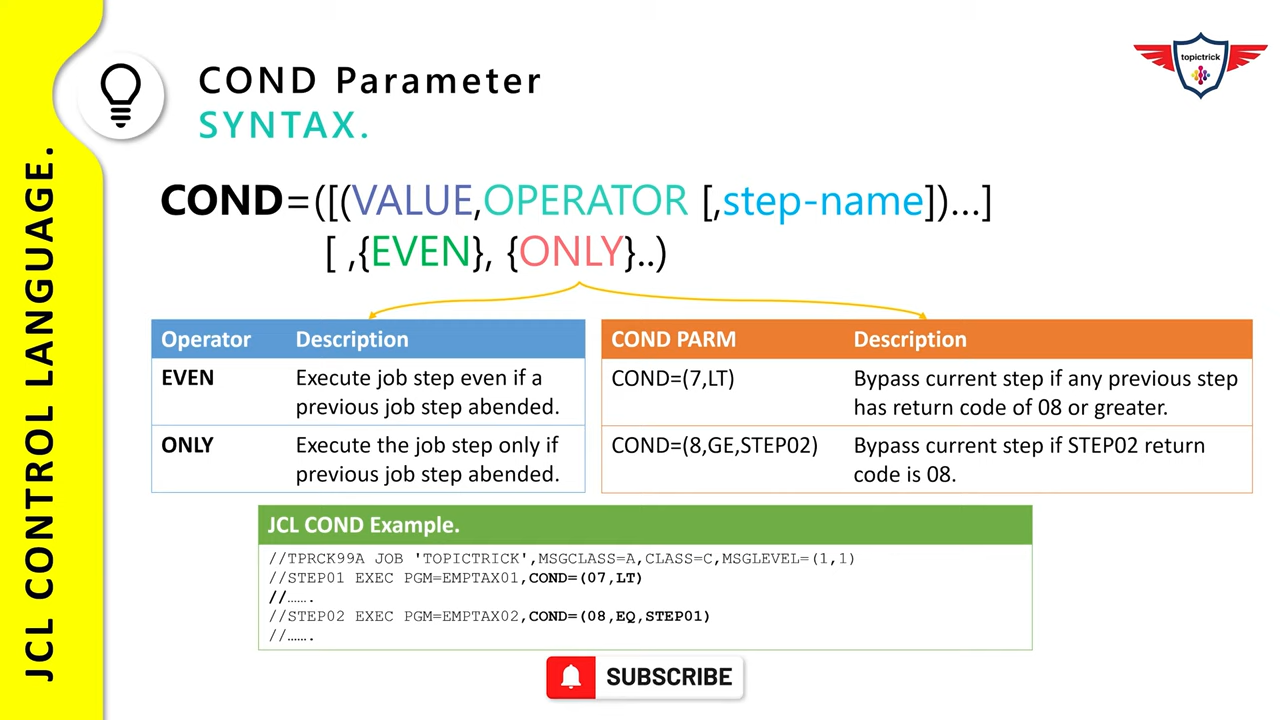 JCL CONTROL LANGUAGE.
COND Parameter
SYNTAX.
topictrick
COND=([(VALUE,OPERATOR [,step-name])...]
[ ,{EVEN}, {ONLY}..)
Operator Description
EVEN Execute job step even if a
previous job step abended.
ONLY Execute the job step only if
previous job step abended.
COND PARM Description
COND=(7,LT) Bypass current step if any previous step
has return code of 08 or greater.
COND=(8,GE,STEP02) Bypass current step if STEP02 return
code is 08.
JCL COND Example.
//TPRCK99A JOB 'TOPICTRICK',MSGCLASS=A,CLASS=C,MSGLEVEL=(1,1)
//STEP01 EXEC PGM=EMPTAX01,COND=(07,LT)
//…….
//STEP02 EXEC PGM=EMPTAX02,COND=(08,EQ,STEP01)
//…….
SUBSCRIBE